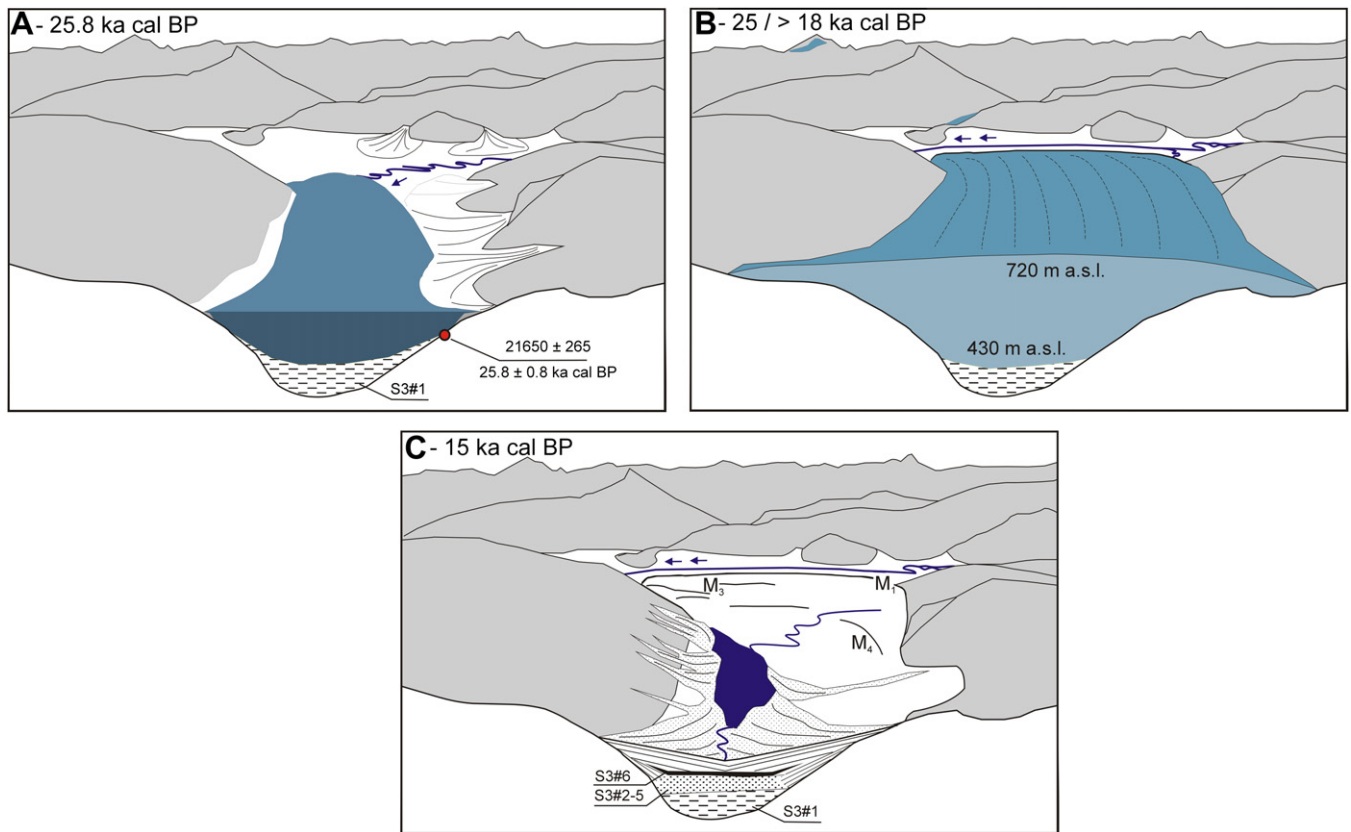 A - 25.8 ka cal BP
21650 ± 265
25.8 ± 0.8 ka cal BP
S3#1
B - 25 / > 18 ka cal BP
720 m a.s.l.
430 m a.s.l.
C - 15 ka cal BP
M3
M1
M4
S3#6
S3#2-5
S3#1